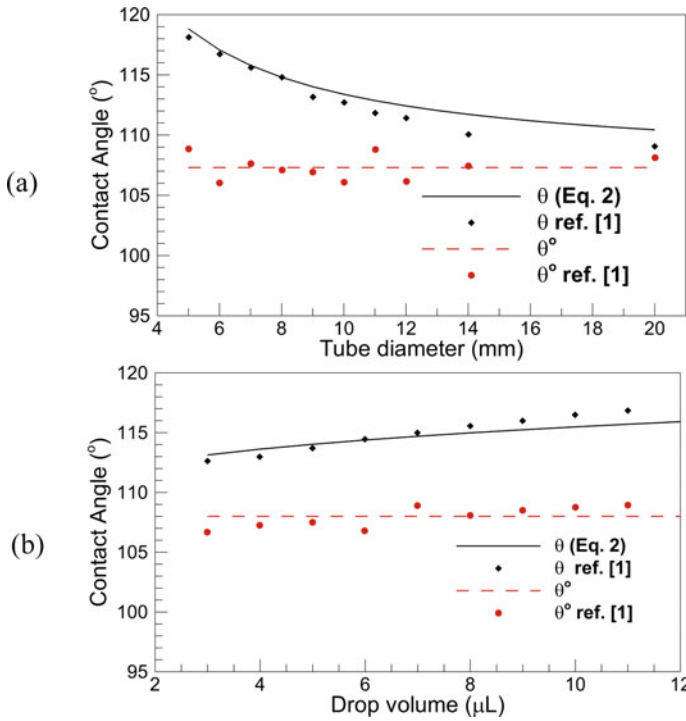 120
115
110
105
100
95
Contact Angle (°)
(a)
θ (Eq. 2)
θ ref. [1]
θ°
θ° ref. [1]
4 6 8 10 12 14 16 18 20
Tube diameter (mm)
120
115
110
105
100
95
Contact Angle (°)
(b)
θ (Eq. 2)
θ ref. [1]
θ°
θ° ref. [1]
2 4 6 8 10 12
Drop volume (μL)